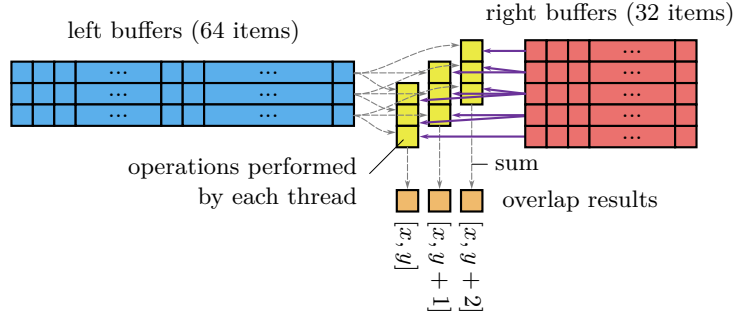 left buffers (64 items)
right buffers (32 items)
... ... ...
... ... ...
... ... ...
...
...
operations performed
by each thread
sum
overlap results
[x, y]
[x, y + 1]
[x, y + 2]